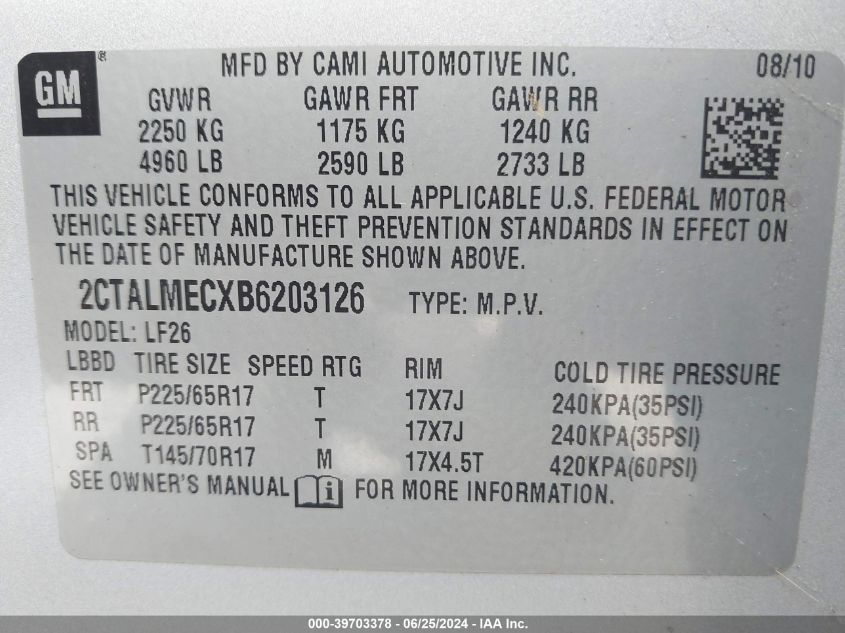 GM ® MFD BY CAMI AUTOMOTIVE INC. 08/10
GVWR GAWR FRT GAWR RR
2250 KG 1175 KG 1240 KG
4960 LB 2590 LB 2733 LB
THIS VEHICLE CONFORMS TO ALL APPLICABLE U.S. FEDERAL MOTOR
VEHICLE SAFETY AND THEFT PREVENTION STANDARDS IN EFFECT ON
THE DATE OF MANUFACTURE SHOWN ABOVE.
2CTALMECXB6203126 TYPE: M.P.V.
MODEL: LF26
LBBD TIRE SIZE SPEED RTG RIM COLD TIRE PRESSURE
FRT P225/65R17 T 17X7J 240KPA(35PSI)
RR P225/65R17 T 17X7J 240KPA(35PSI)
SPA T145/70R17 M 17X4.5T 420KPA(60PSI)
SEE OWNER'S MANUAL i FOR MORE INFORMATION.
000-39703378 - 06/25/2024 - IAAI.com